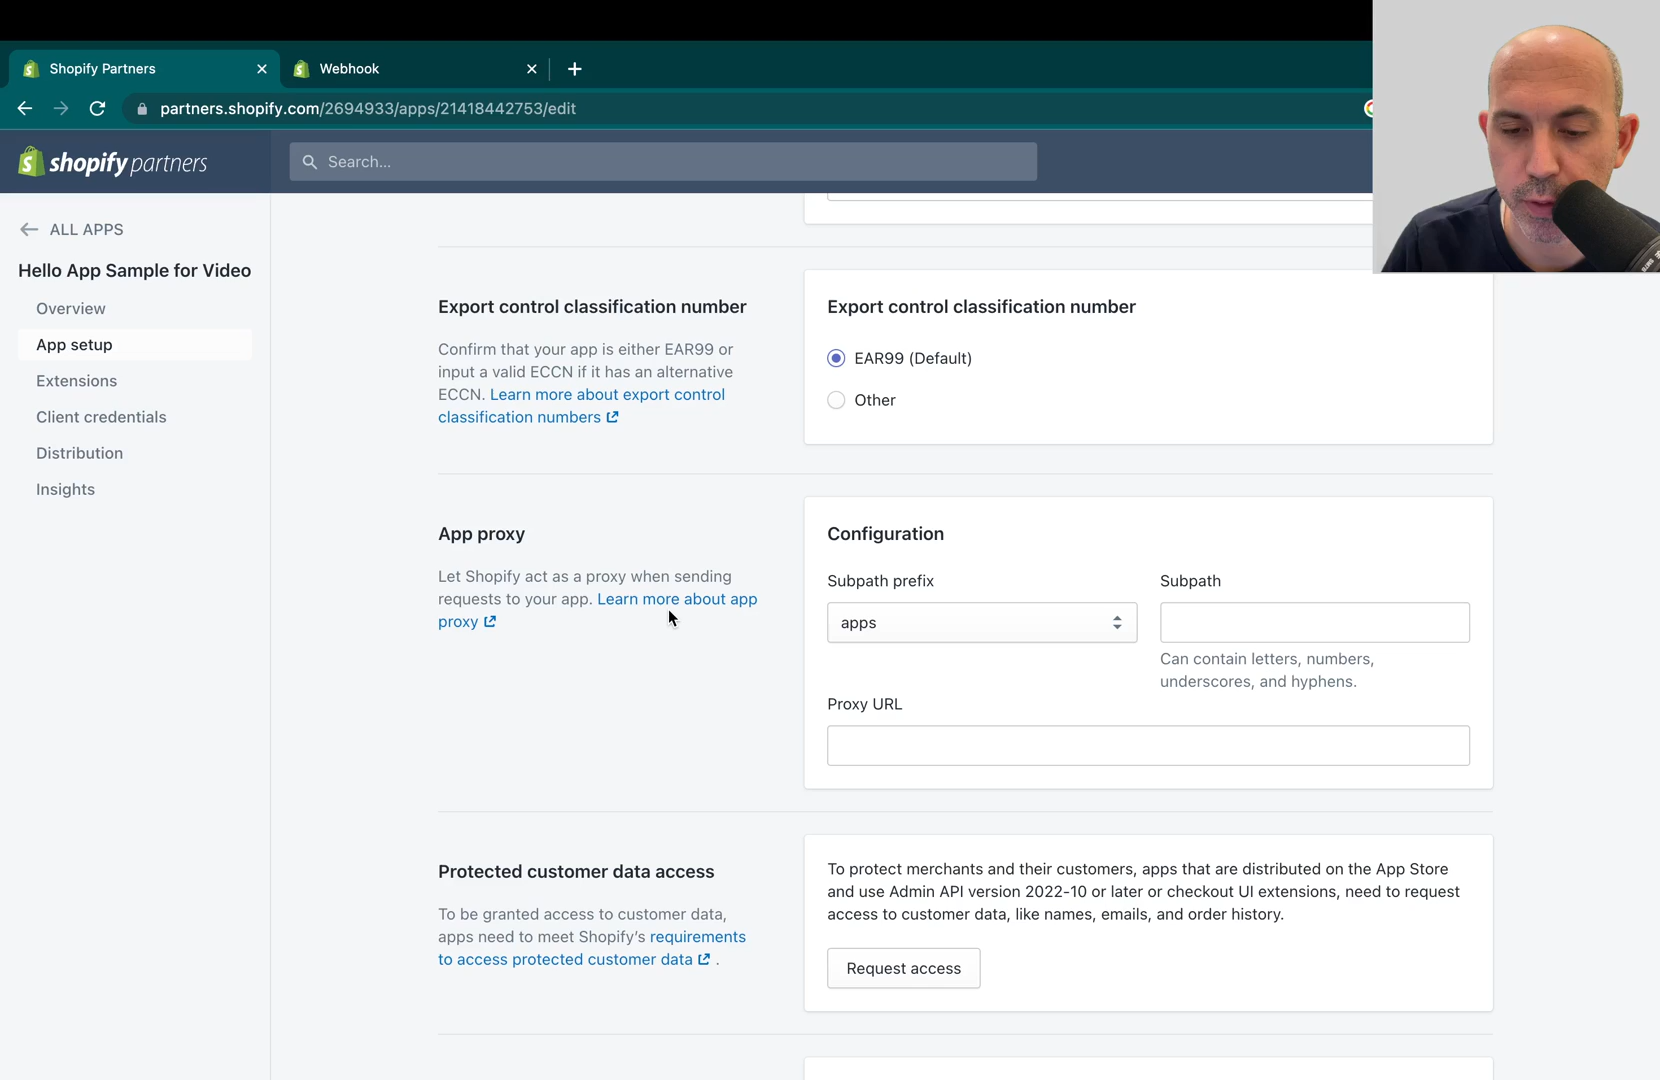 Shopify Partners
Webhook
partners.shopify.com/2694933/apps/21418442753/edit
shopify partners
Search...
ALL APPS
Hello App Sample for Video
Overview
App setup
Extensions
Client credentials
Distribution
Insights
Export control classification number
Confirm that your app is either EAR99 or
input a valid ECCN if it has an alternative
ECCN. Learn more about export control
classification numbers
Export control classification number
EAR99 (Default)
Other
App proxy
Let Shopify act as a proxy when sending
requests to your app. Learn more about app
proxy
Configuration
Subpath prefix
Subpath
apps
Can contain letters, numbers,
underscores, and hyphens.
Proxy URL
Protected customer data access
To be granted access to customer data,
apps need to meet Shopify’s requirements
to access protected customer data .
To protect merchants and their customers, apps that are distributed on the App Store
and use Admin API version 2022-10 or later or checkout UI extensions, need to request
access to customer data, like names, emails, and order history.
Request access